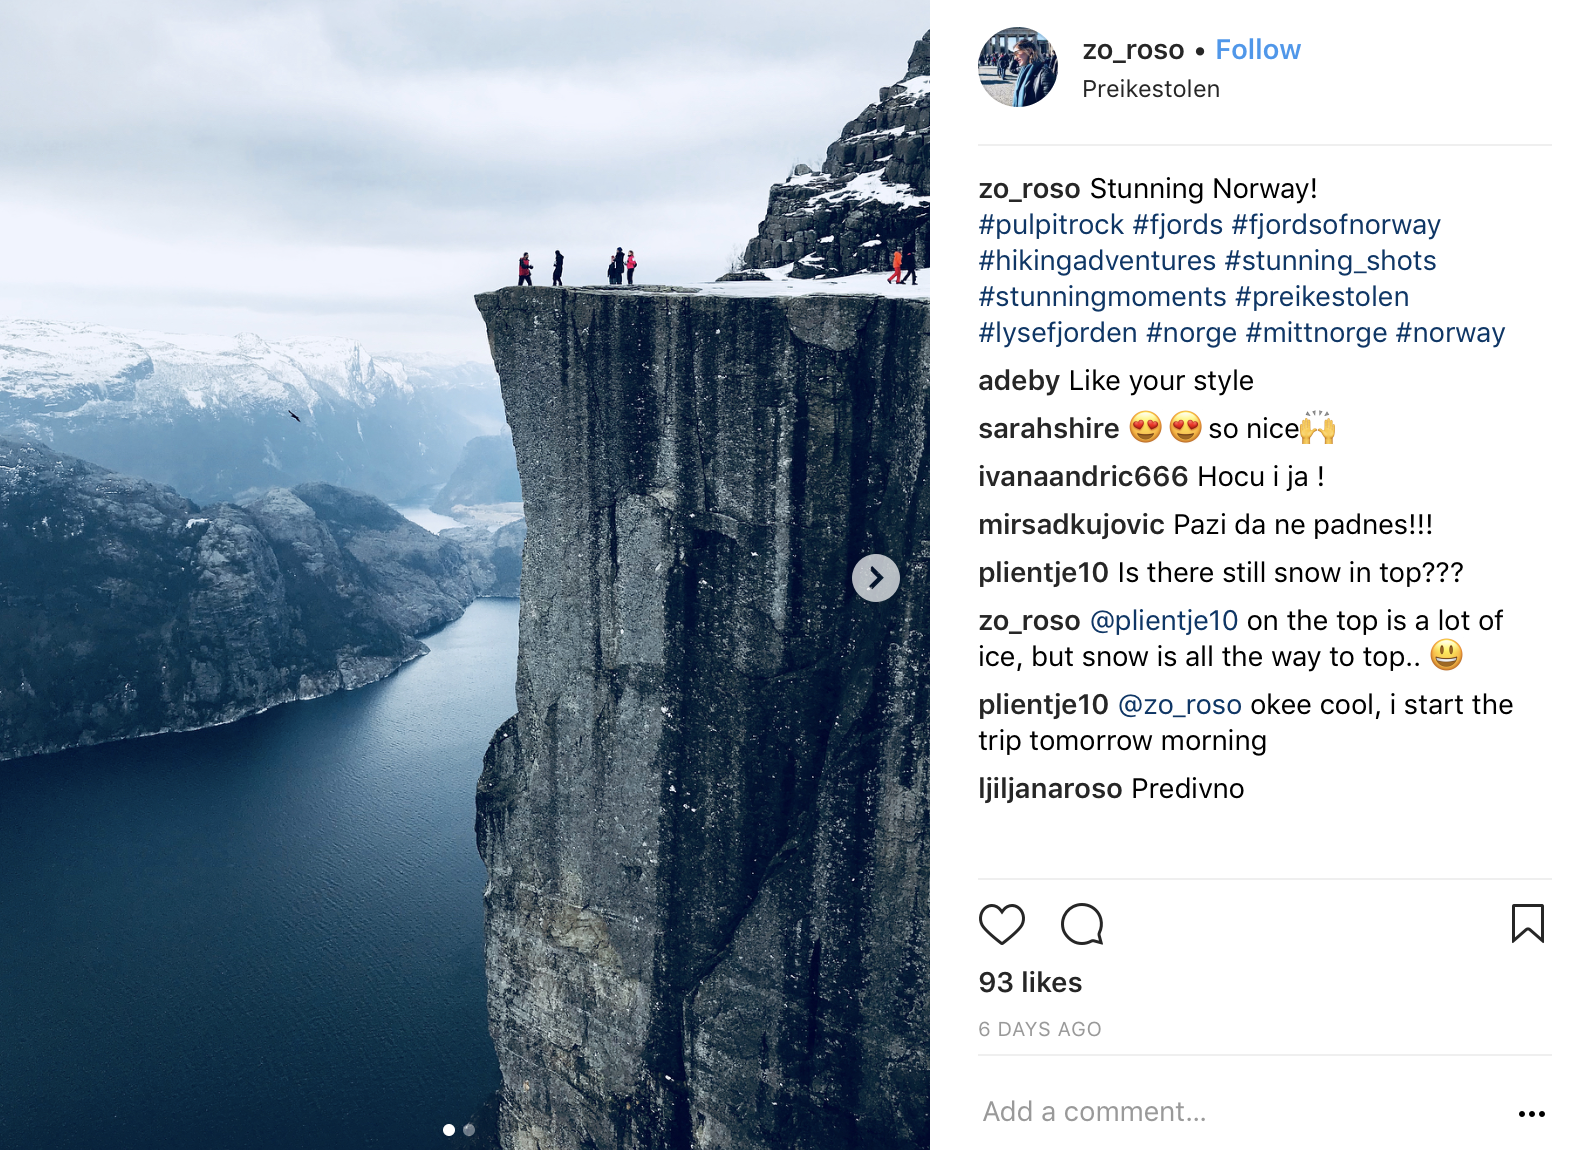 zo_roso • Follow
Preikestolen
zo_roso Stunning Norway!
#pulpitrock #fjords #fjordsofnorway
#hikingadventures #stunning_shots
#stunningmoments #preikestolen
#lysefjorden #norge #mittnorge #norway
adeby Like your style
sarahshire 😍 😍 so nice🙌
ivanaandric666 Hocu i ja !
mirsadkujovic Pazi da ne padnes!!!
plientje10 Is there still snow in top???
zo_roso @plientje10 on the top is a lot of
ice, but snow is all the way to top.. 😃
plientje10 @zo_roso okee cool, i start the
trip tomorrow morning
ljiljanaroso Predivno
93 likes
6 DAYS AGO
Add a comment...